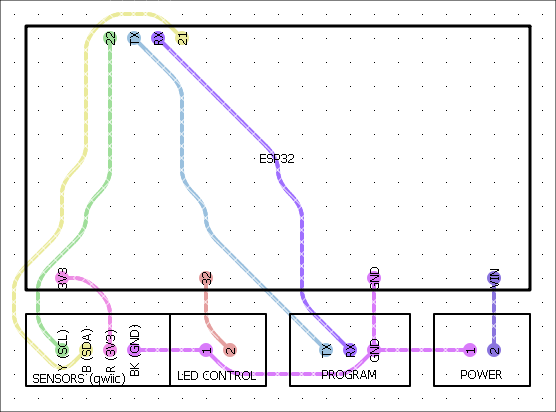 22 TX RX 21
ESP32
3V3 32 GND VIN
Y (SCL) B (SDA) R (3V3) BK (GND) 1 2 TX RX GND 1 2
SENSORS (qwiic) LED CONTROL PROGRAM POWER